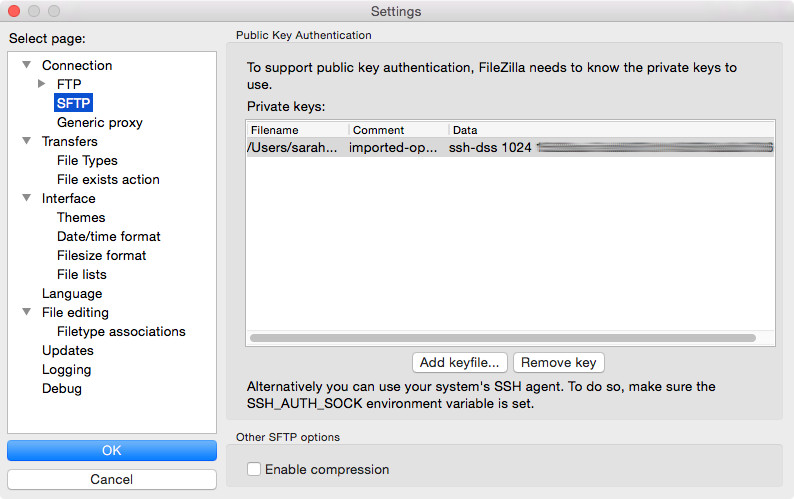 Settings
Select page:
Connection
FTP
SFTP
Generic proxy
Transfers
File Types
File exists action
Interface
Themes
Date/time format
Filesize format
File lists
Language
File editing
Filetype associations
Updates
Logging
Debug
OK
Cancel
Public Key Authentication
To support public key authentication, FileZilla needs to know the private keys to
use.
Private keys:
Filename Comment Data
/Users/sarah... imported-op... ssh-dss 1024
Add keyfile... Remove key
Alternatively you can use your system's SSH agent. To do so, make sure the
SSH_AUTH_SOCK environment variable is set.
Other SFTP options
Enable compression